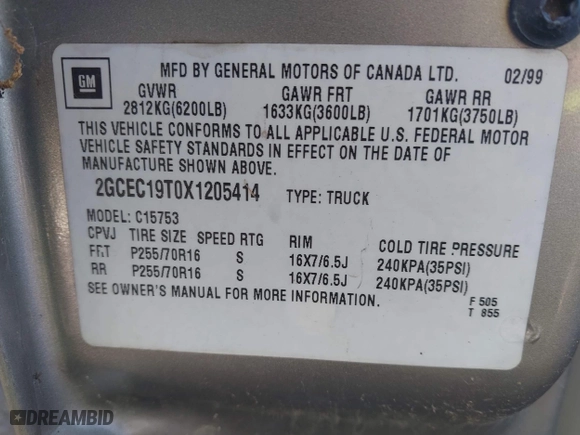 GM
MFD BY GENERAL MOTORS OF CANADA LTD. 02/99
GVWR GAWR FRT GAWR RR
2812KG(6200LB) 1633KG(3600LB) 1701KG(3750LB)
THIS VEHICLE CONFORMS TO ALL APPLICABLE U.S. FEDERAL MOTOR
VEHICLE SAFETY STANDARDS IN EFFECT ON THE DATE OF
MANUFACTURE SHOWN ABOVE.
2GCEC19T0X1205414 TYPE: TRUCK
MODEL: C15753
CPVJ TIRE SIZE SPEED RTG RIM COLD TIRE PRESSURE
FRT P255/70R16 S 16X7/6.5J 240KPA(35PSI)
RR P255/70R16 S 16X7/6.5J 240KPA(35PSI)
SEE OWNER'S MANUAL FOR MORE INFORMATION.
F 505
T 855
DREAMBID